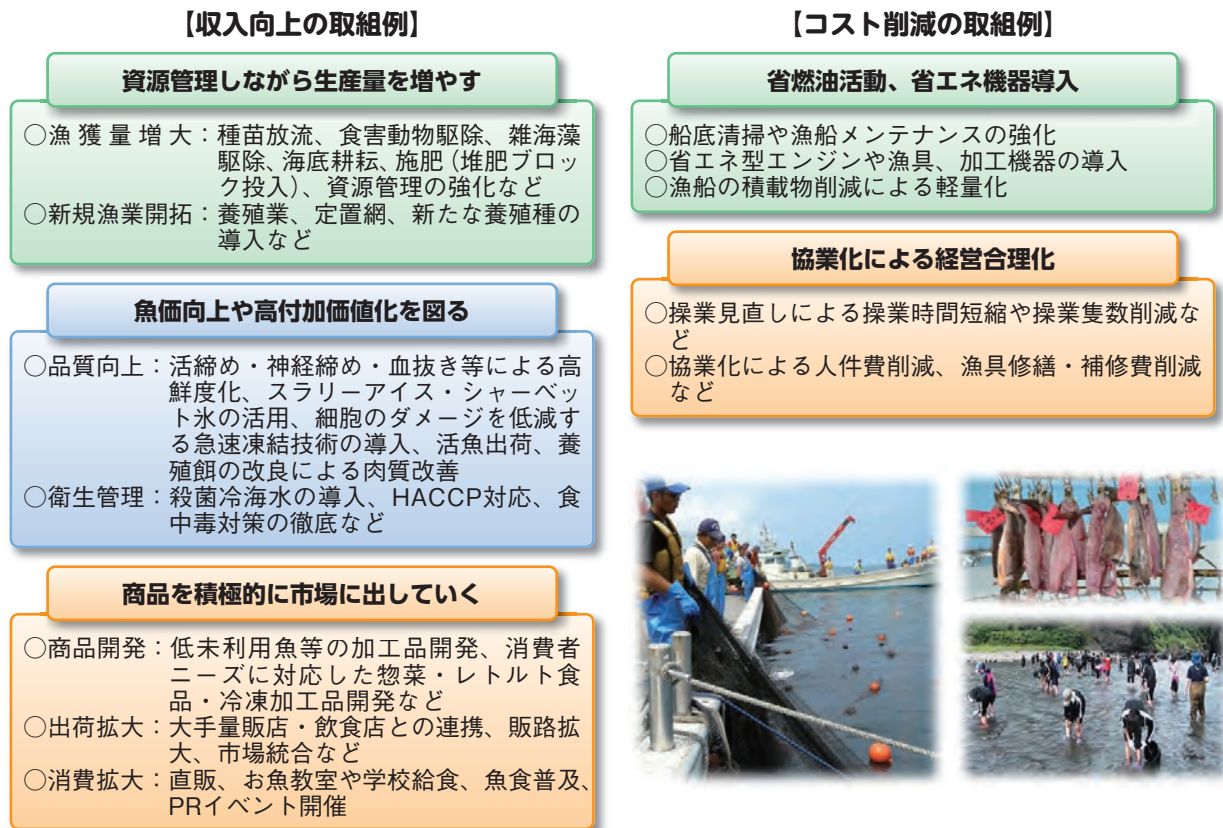 【収入向上の取組例】
資源管理しながら生産量を増やす
○漁獲量増大：種苗放流、食害動物駆除、雑海藻
駆除、海底耕耘、施肥（堆肥ブロッ
ク投入）、資源管理の強化など
○新規漁業開拓：養殖業、定置網、新たな養殖種の
導入など
魚価向上や高付加価値化を図る
○品質向上：活締め・神経締め・血抜き等による高
鮮度化、スラリーアイス・シャーベッ
ト氷の活用、細胞のダメージを低減す
る急速凍結技術の導入、活魚出荷、養
殖餌の改良による肉質改善
○衛生管理：殺菌冷海水の導入、HACCP対応、食
中毒対策の徹底など
商品を積極的に市場に出していく
○商品開発：低未利用魚等の加工品開発、消費者
ニーズに対応した惣菜・レトルト食
品・冷凍加工品開発など
○出荷拡大：大手量販店・飲食店との連携、販路拡
大、市場統合など
○消費拡大：直販、お魚教室や学校給食、魚食普及、
PRイベント開催
【コスト削減の取組例】
省燃油活動、省エネ機器導入
○船底清掃や漁船メンテナンスの強化
○省エネ型エンジンや漁具、加工機器の導入
○漁船の積載物削減による軽量化
協業化による経営合理化
○操業見直しによる操業時間短縮や操業隻数削減な
ど
○協業化による人件費削減、漁具修繕・補修費削減
など